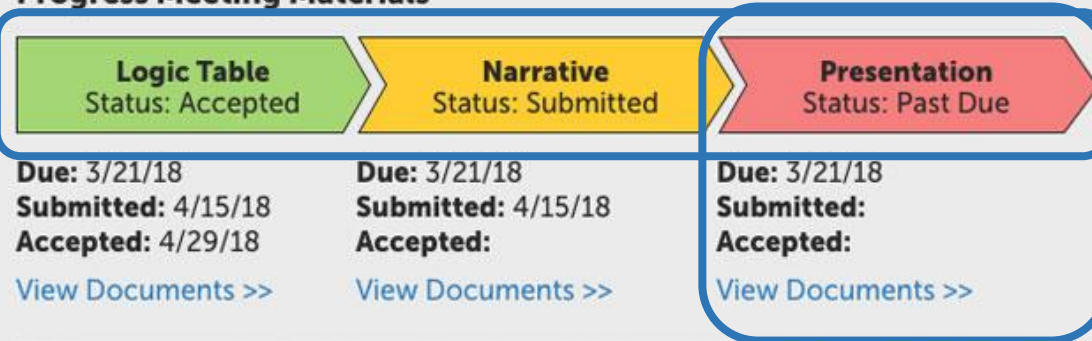 Progress Meeting Materials
Logic Table
Status: Accepted
Due: 3/21/18
Submitted: 4/15/18
Accepted: 4/29/18
View Documents >>
Narrative
Status: Submitted
Due: 3/21/18
Submitted: 4/15/18
Accepted:
View Documents >>
Presentation
Status: Past Due
Due: 3/21/18
Submitted:
Accepted:
View Documents >>